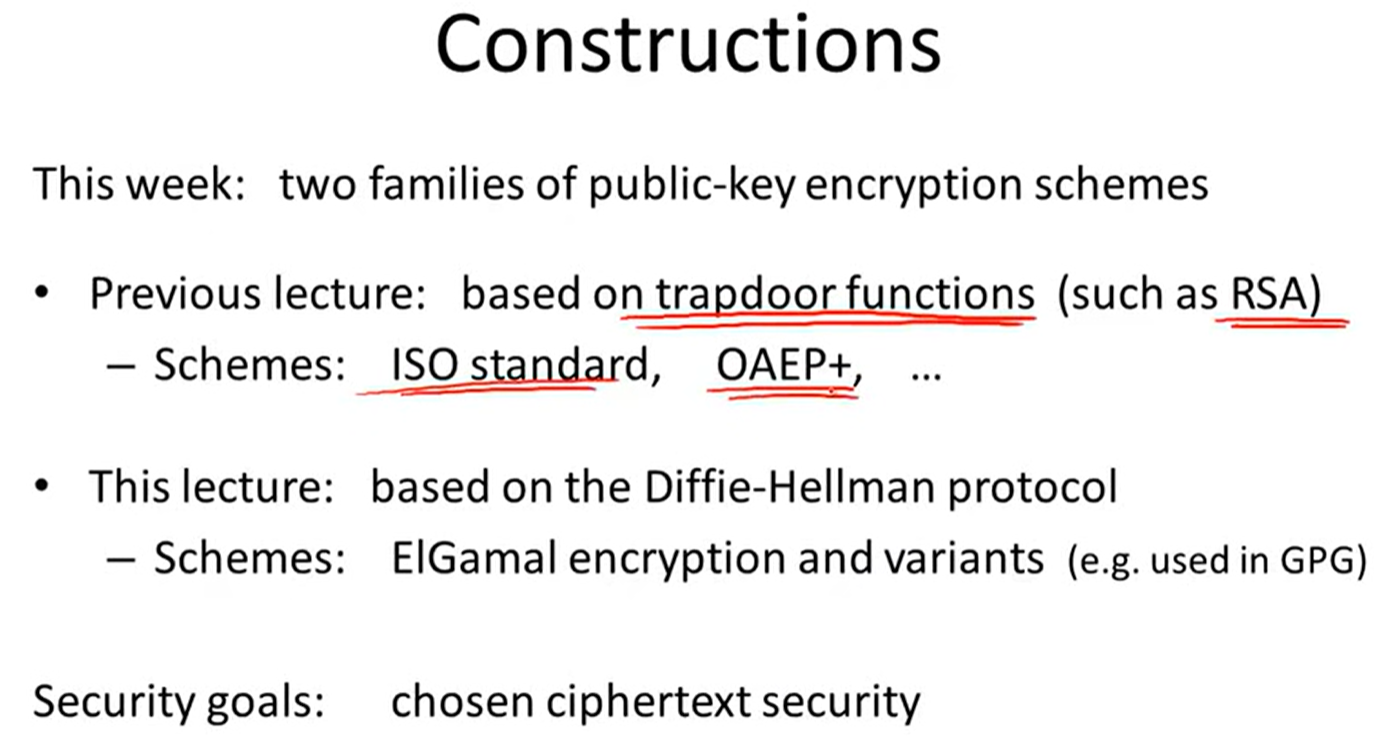 Constructions
This week: two families of public-key encryption schemes
• Previous lecture: based on trapdoor functions (such as RSA)
– Schemes: ISO standard, OAEP+, ...
• This lecture: based on the Diffie-Hellman protocol
– Schemes: ElGamal encryption and variants (e.g. used in GPG)
Security goals: chosen ciphertext security